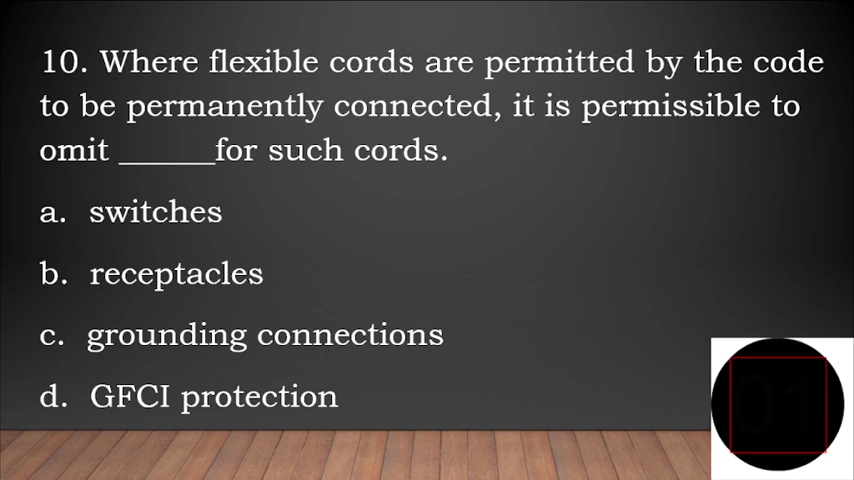 10. Where flexible cords are permitted by the code
to be permanently connected, it is permissible to
omit ______for such cords.
a. switches
b. receptacles
c. grounding connections
d. GFCI protection
01